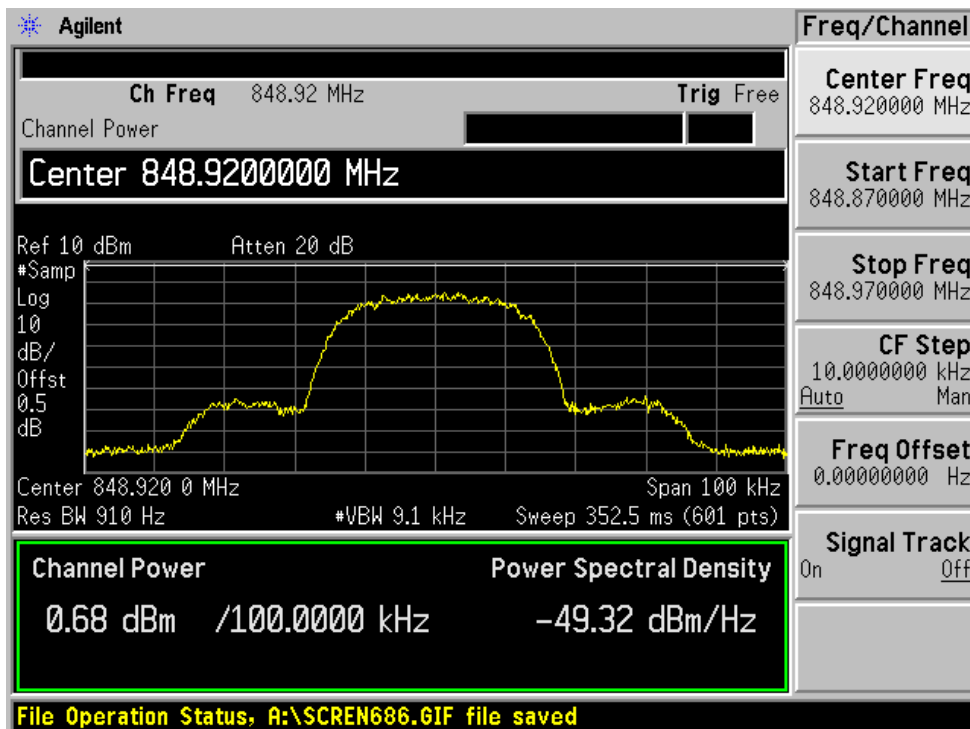 Agilent
Freq/Channel
Ch Freq 848.92 MHz Trig Free
Channel Power
Center 848.9200000 MHz
Ref 10 dBm Atten 20 dB
#Samp
Log
10
dB/
Offst
0.5
dB
Center 848.920 0 MHz Span 100 kHz
Res BW 910 Hz #VBW 9.1 kHz Sweep 352.5 ms (601 pts)
Channel Power Power Spectral Density
0.68 dBm /100.0000 kHz -49.32 dBm/Hz
File Operation Status, A:\SCREN686.GIF file saved
Center Freq
848.920000 MHz
Start Freq
848.870000 MHz
Stop Freq
848.970000 MHz
CF Step
10.0000000 kHz
Auto Man
Freq Offset
0.00000000 Hz
Signal Track
On Off